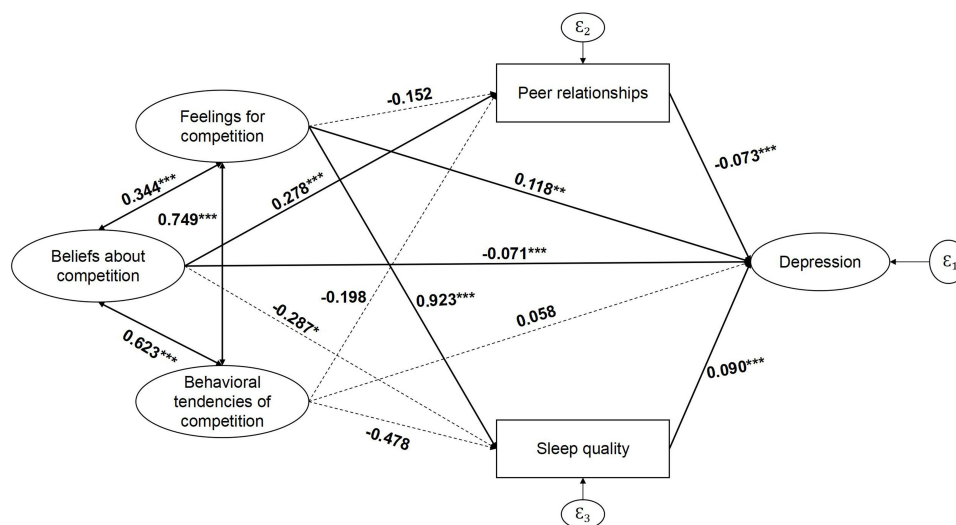 ε2
Peer relationships
-0.152
Feelings for
competition
-0.073***
0.278***
0.118**
0.344***
0.749***
Beliefs about
competition
-0.071***
Depression
ε1
-0.198
0.923***
-0.287*
0.058
0.623***
0.090***
Behavioral
tendencies of
competition
-0.478
Sleep quality
ε3